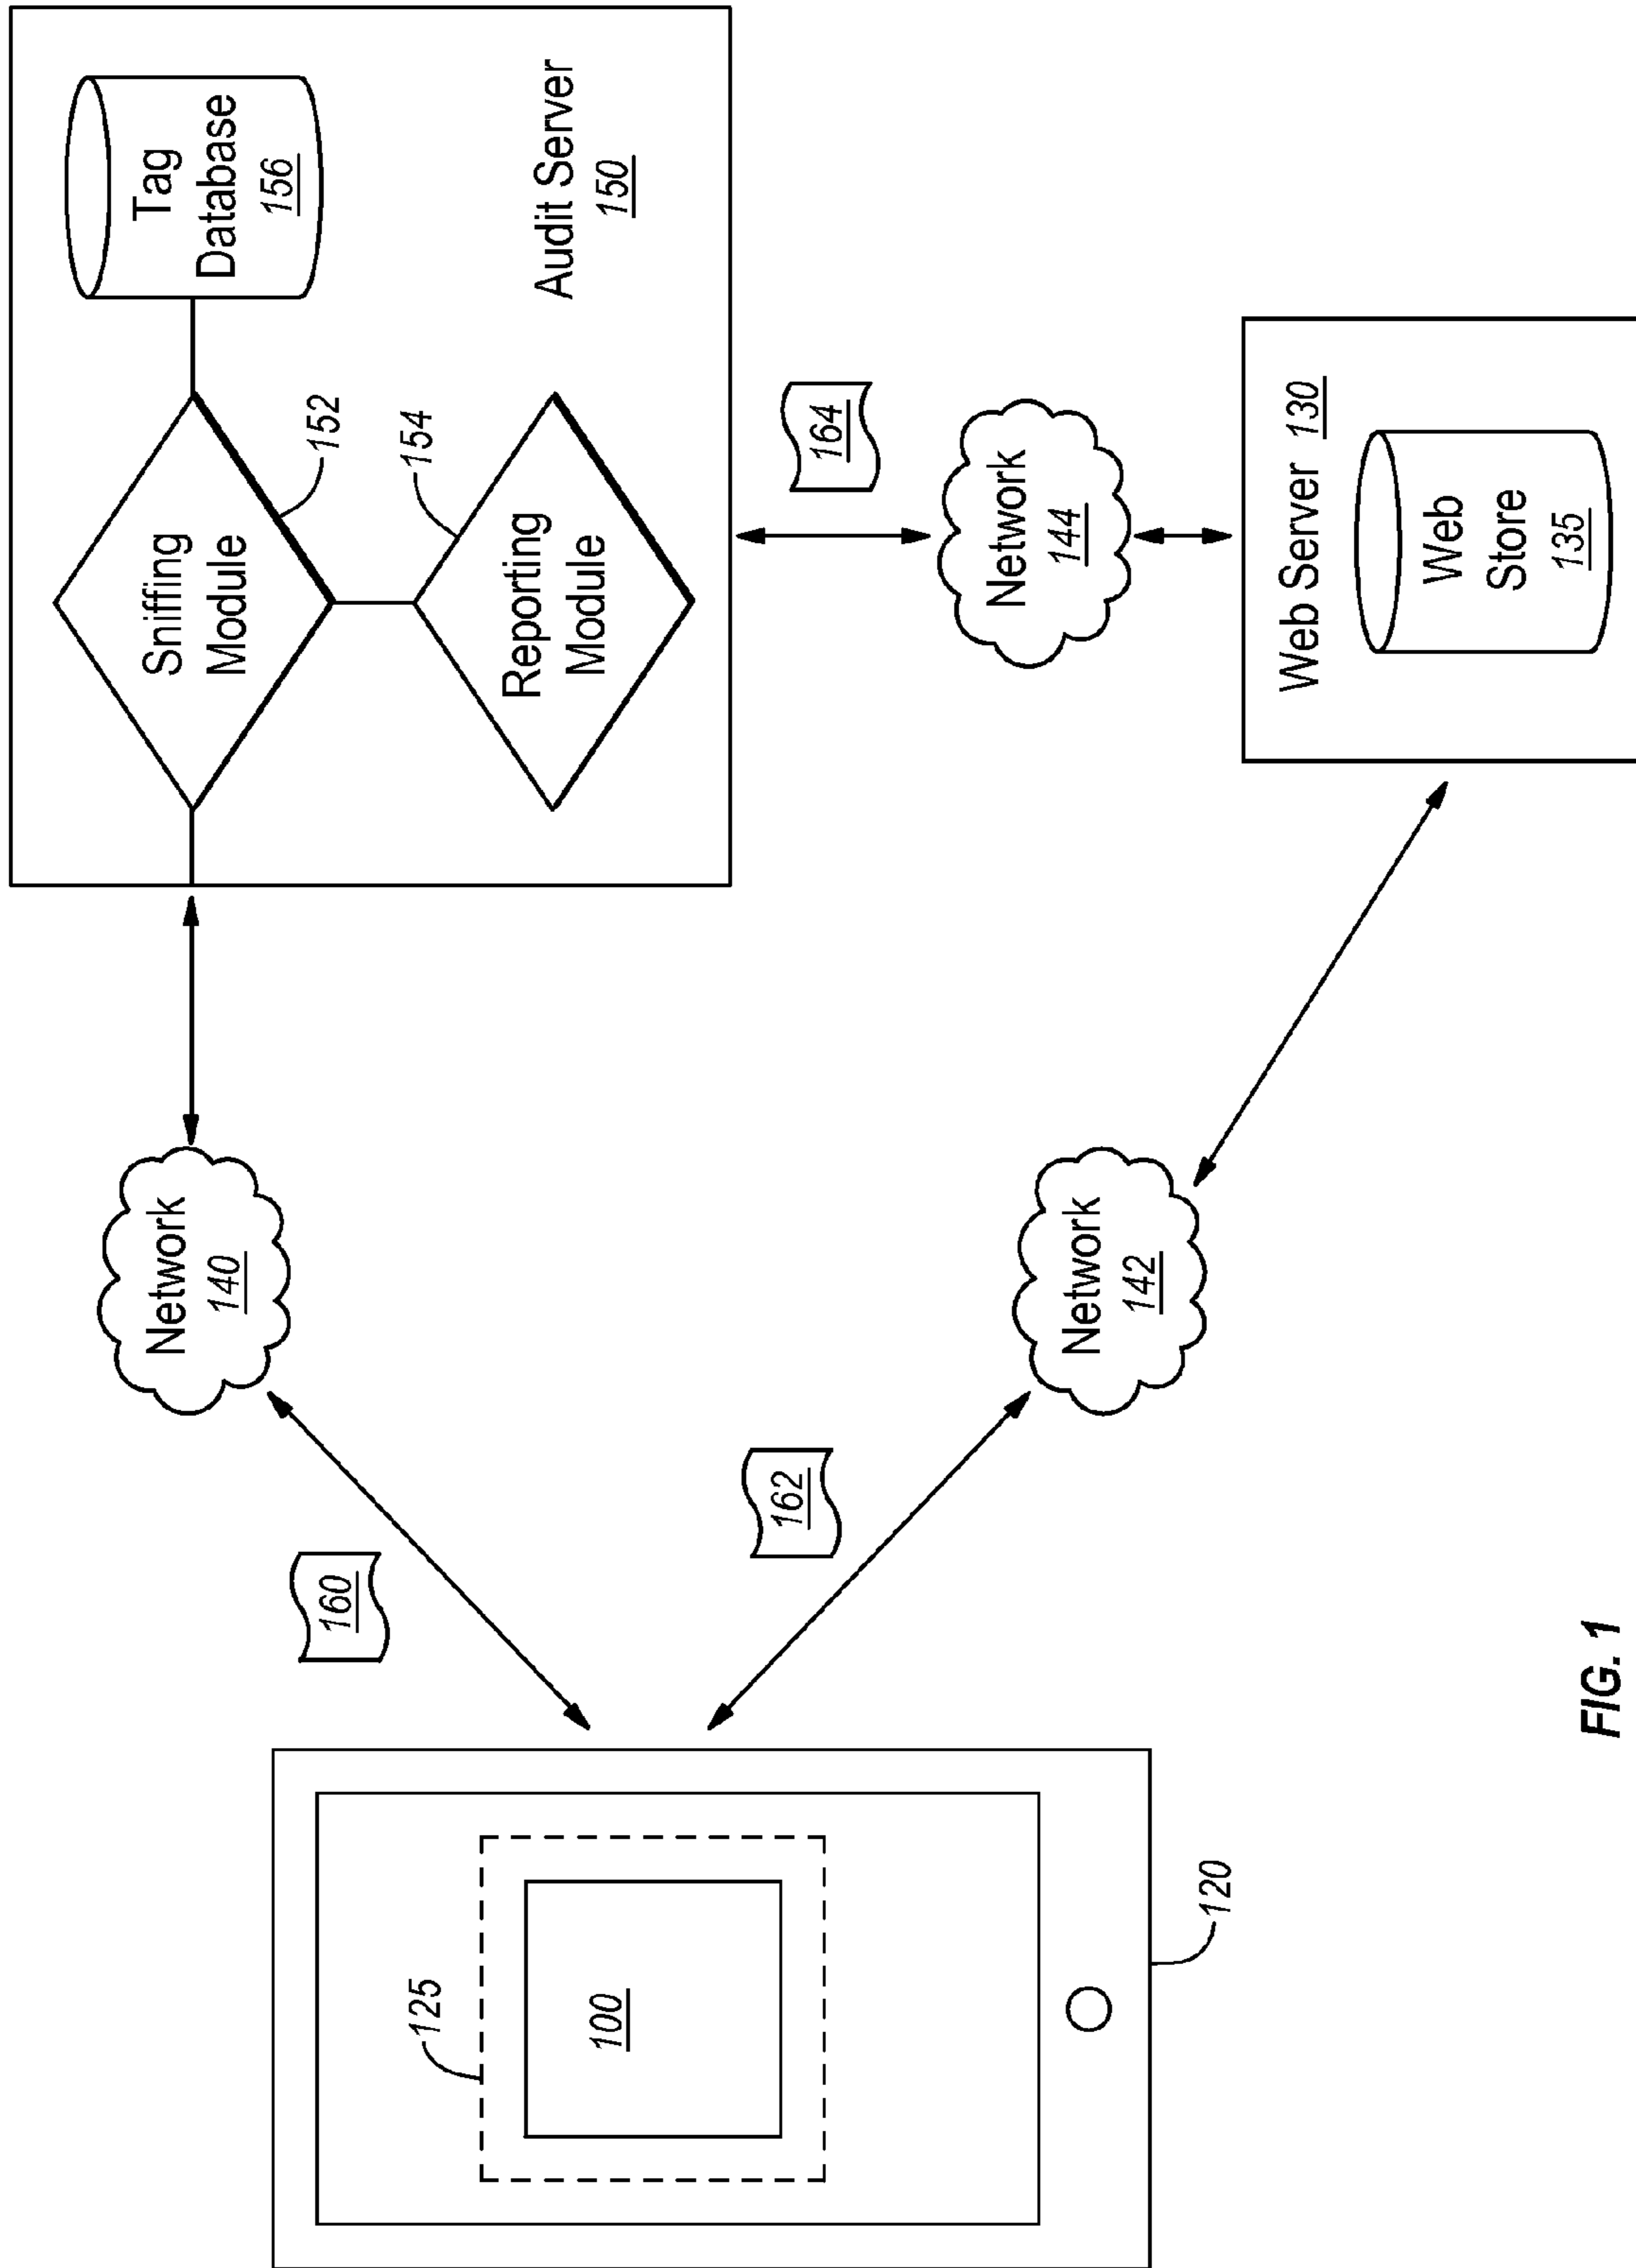 Tag
Database
156
Sniffing
Module
152
154
Reporting
Module
Audit Server
150
Network
140
160
164
Network
144
125
100
120
162
Network
142
Web Server 130
Web
Store
135
FIG. 1